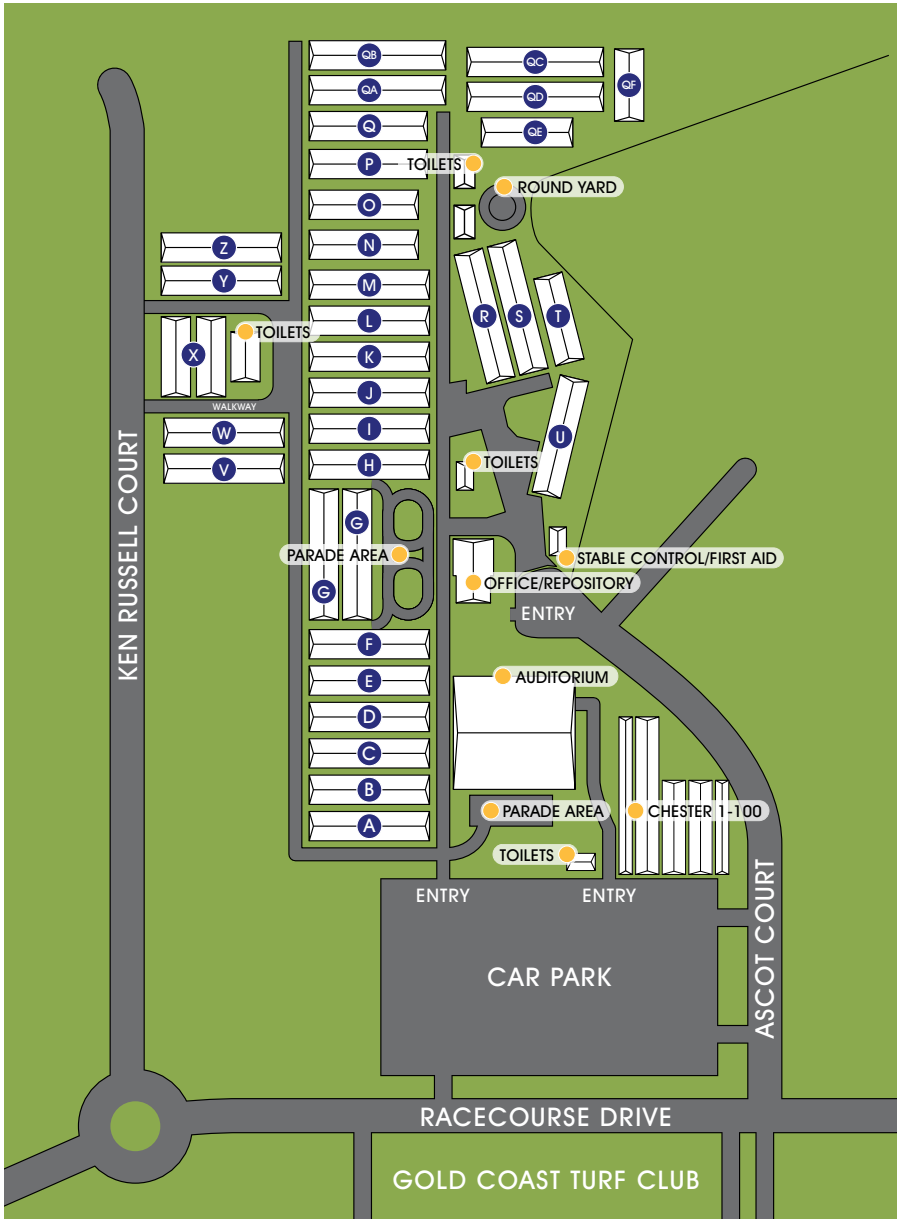 QB
QC
QF
QA
QD
Q
QE
P
TOILETS
ROUND YARD
O
N
Z
Y
M
R
S
T
L
TOILETS
X
K
J
WALKWAY
W
I
U
V
H
TOILETS
G
PARADE AREA
STABLE CONTROL/FIRST AID
G
OFFICE/REPOSITORY
ENTRY
KEN RUSSELL COURT
F
E
AUDITORIUM
D
C
B
PARADE AREA
CHESTER 1-100
A
TOILETS
ENTRY
ENTRY
ASCOT COURT
CAR PARK
RACECOURSE DRIVE
GOLD COAST TURF CLUB